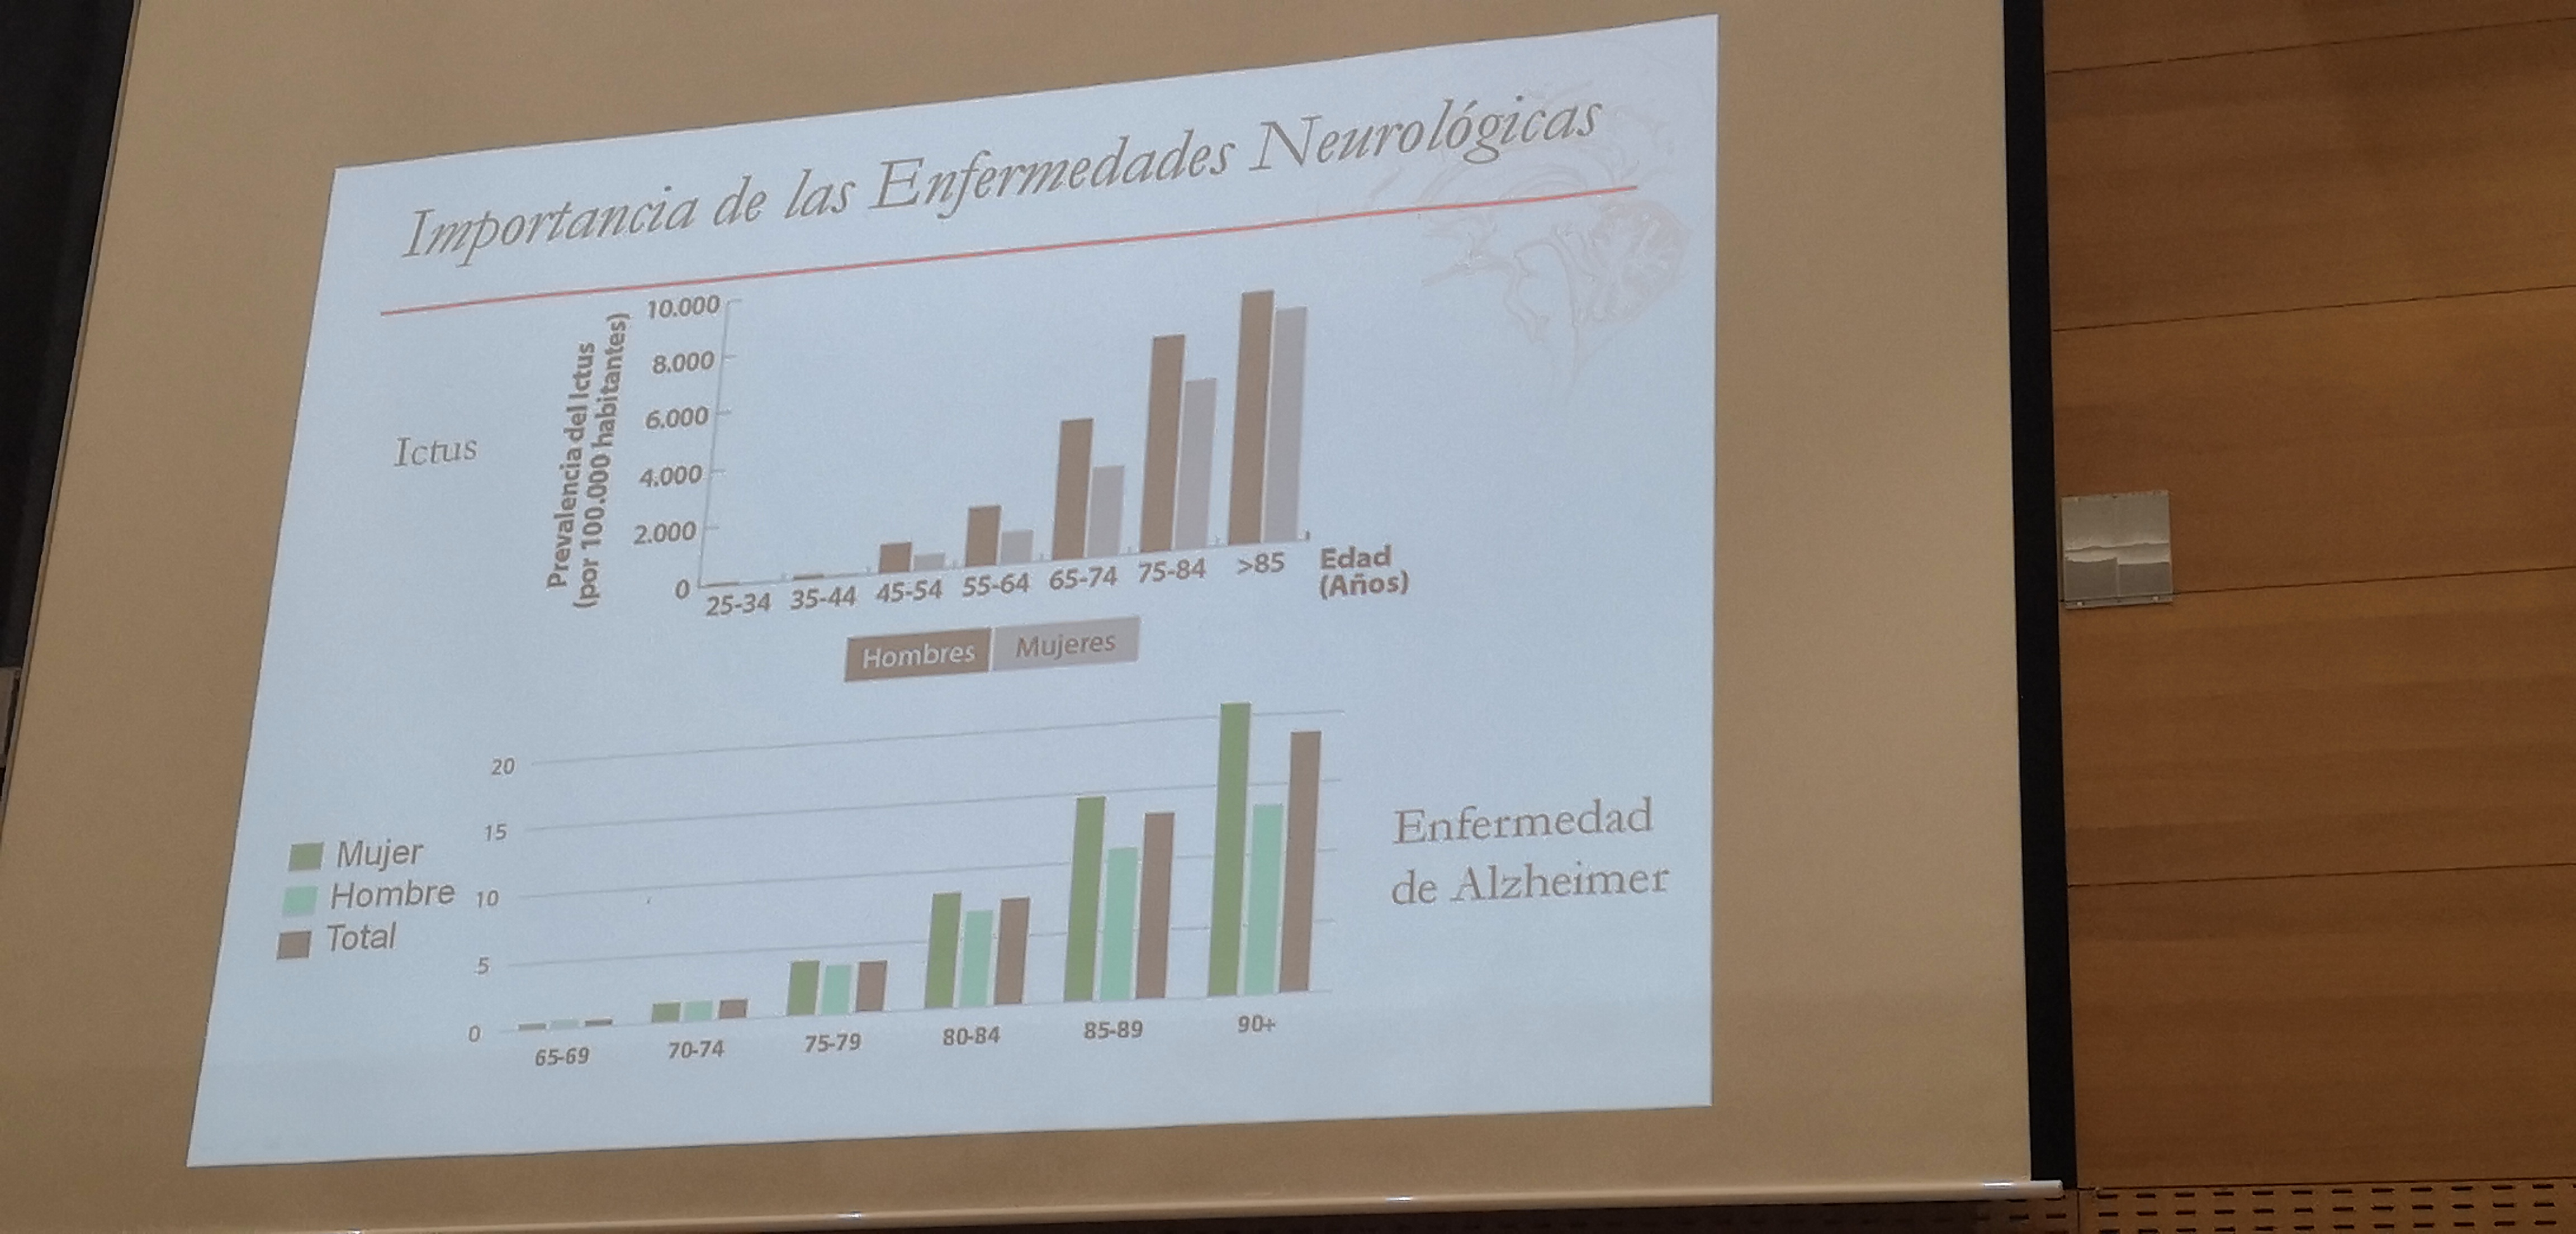 Importancia de las Enfermedades Neurológicas
Ictus
Prevalencia del Ictus
(por 100.000 habitantes)
10.000
8.000
6.000
4.000
2.000
0
25-34 35-44 45-54 55-64 65-74 75-84 >85
Edad
(Años)
Hombres Mujeres
20
15
10
5
0
65-69 70-74 75-79 80-84 85-89 90+
Mujer
Hombre
Total
Enfermedad
de Alzheimer